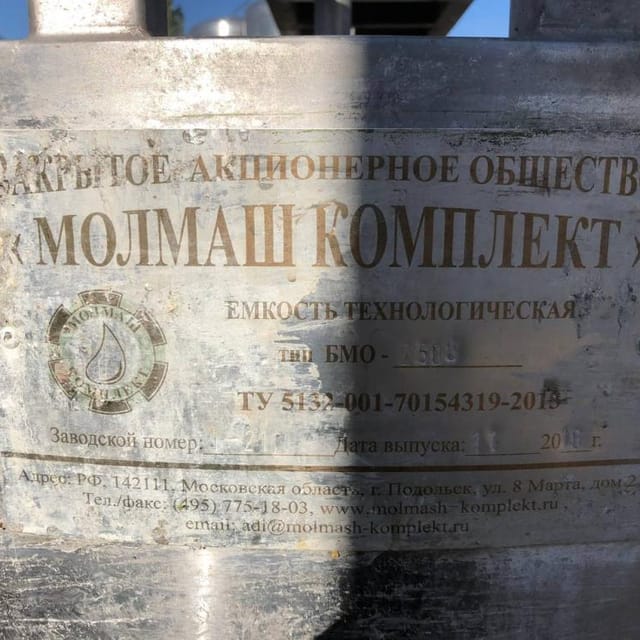 ЗАКРЫТОЕ АКЦИОНЕРНОЕ ОБЩЕСТВ
«МОЛМАШ КОМПЛЕКТ»
ЕМКОСТЬ ТЕХНОЛОГИЧЕСКАЯ
тип БМО -
ТУ 5132-001-70154319-2013
Заводской номер: Дата выпуска: г.
Адрес: РФ, 142111, Московская область, г. Подольск, ул. 8 Марта, дом 2
Тел./факс: (495) 775-18-03, www.molmash-komplekt.ru
email: adi@molmash-komplekt.ru